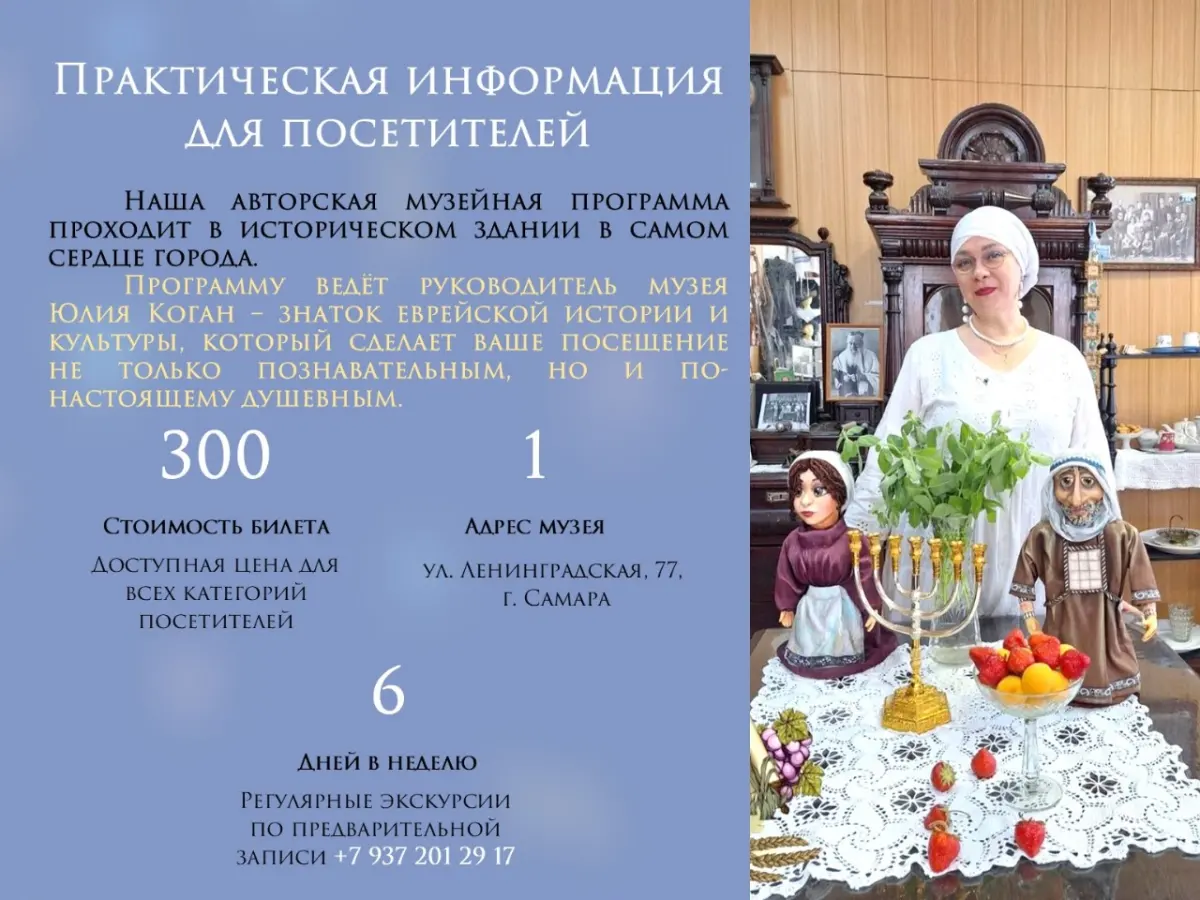 Практическая информация
для посетителей
Наша авторская музейная программа
проходит в историческом здании в самом
сердце города.
Программу ведёт руководитель музея
Юлия Коган – знаток еврейской истории и
культуры, который сделает ваше посещение
не только познавательным, но и по-
настоящему душевным.
300
Стоимость билета
Доступная цена для
всех категорий
посетителей
1
Адрес музея
ул. Ленинградская, 77,
г. Самара
6
Дней в неделю
Регулярные экскурсии
по предварительной
записи +7 937 201 29 17